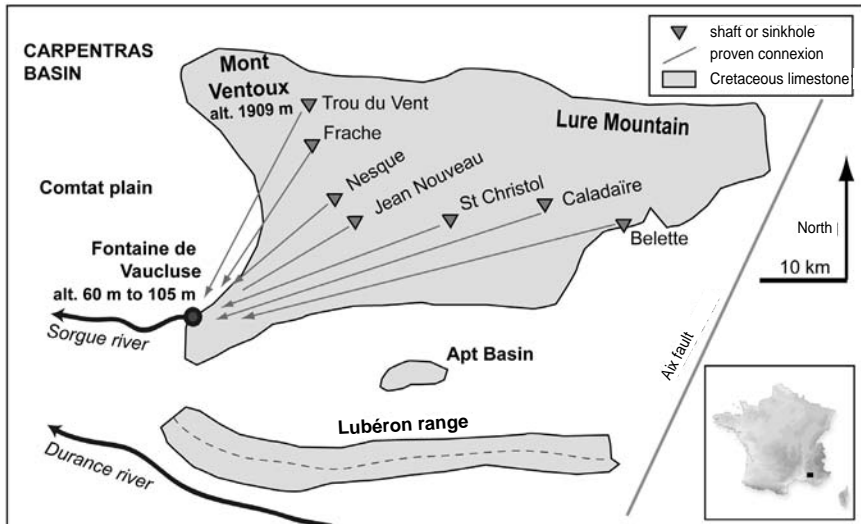 CARPENTRAS
BASIN
Mont
Ventoux
alt. 1909 m
Trou du Vent
Frache
Nesque
Jean Nouveau
St Christol
Caladaïre
Belette
Lure Mountain
shaft or sinkhole
proven connexion
Cretaceous limestone
Comtat plain
Fontaine de
Vaucluse
alt. 60 m to 105 m
Sorgue river
North
10 km
Apt Basin
Aix fault
Lubéron range
Durance river